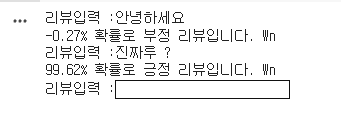 리뷰입력 :안녕하세요
-0.27% 확률로 부정 리뷰입니다. ₩n
리뷰입력 :진짜루 ?
99.62% 확률로 긍정 리뷰입니다. ₩n
리뷰입력 :